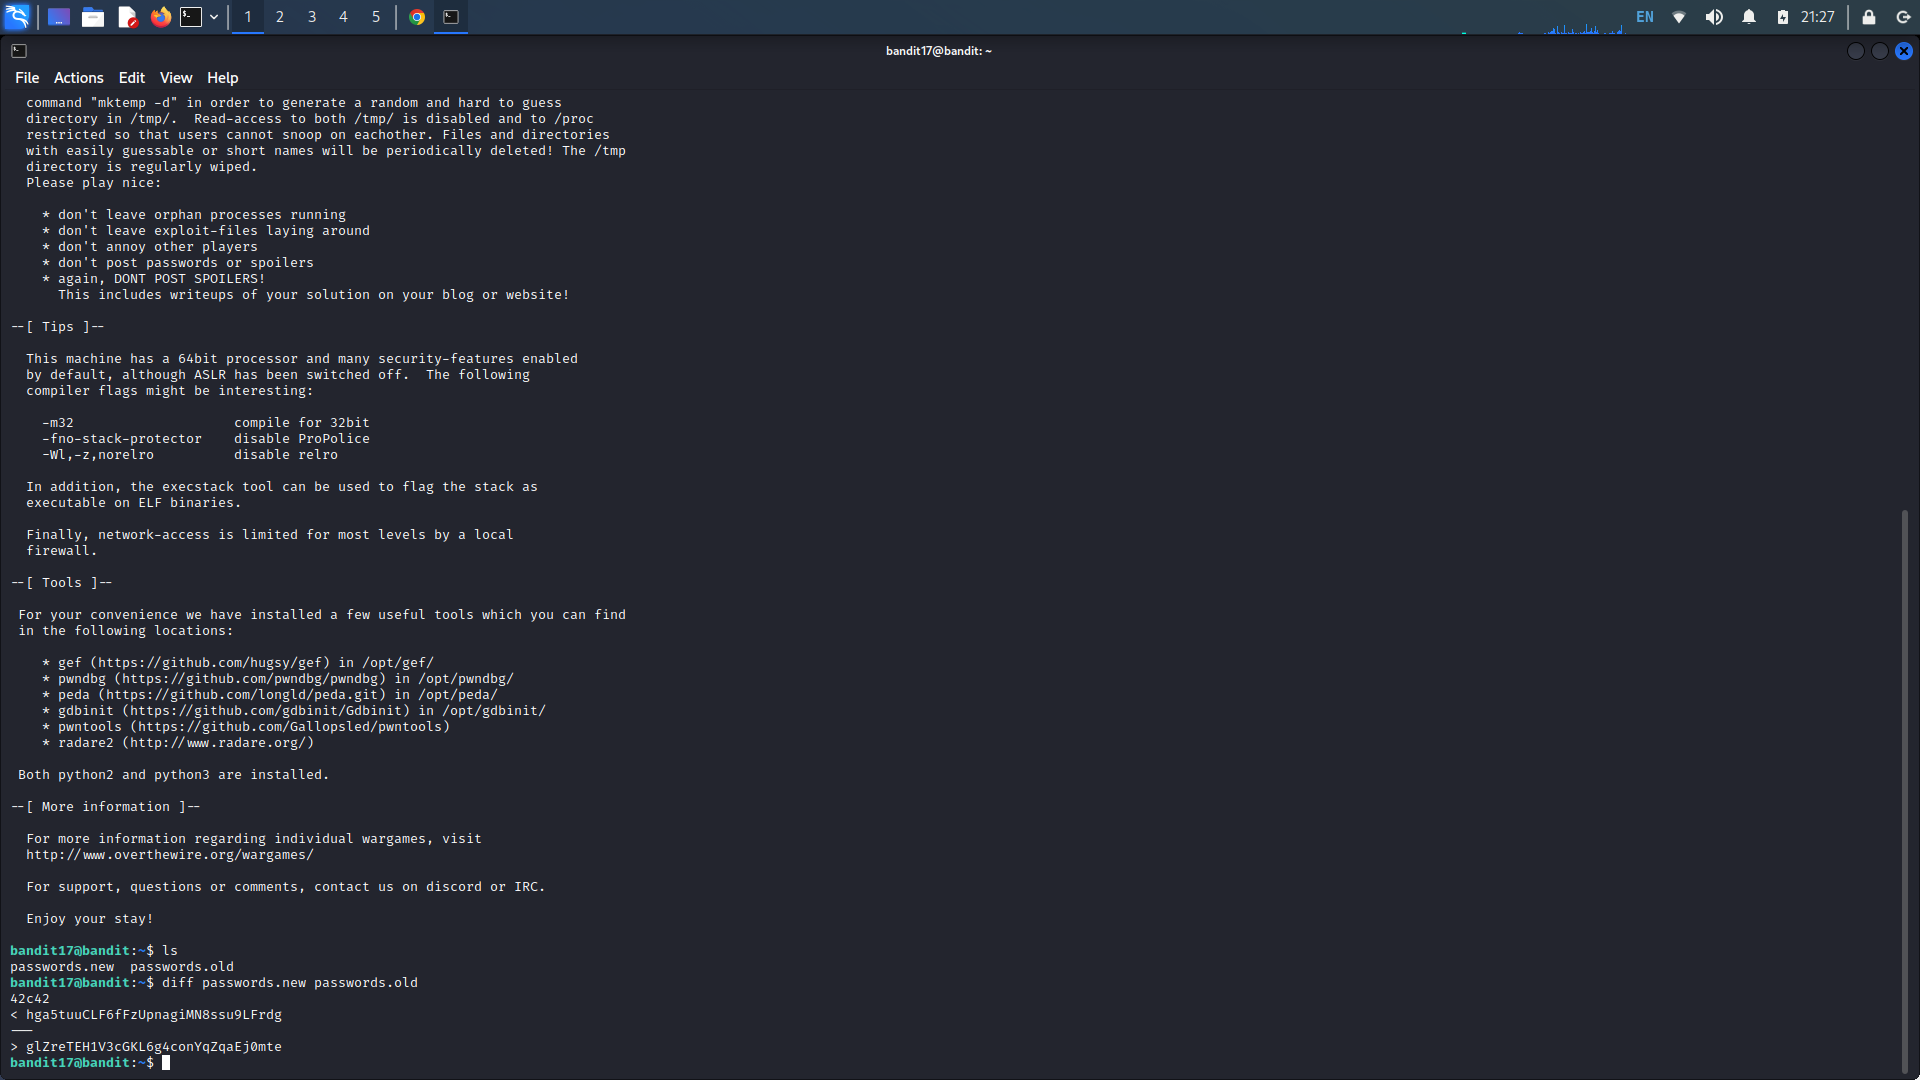 1 2 3 4 5
EN 21:27
bandit17@bandit: ~
File Actions Edit View Help
command "mktemp -d" in order to generate a random and hard to guess
directory in /tmp/.  Read-access to both /tmp/ is disabled and to /proc
restricted so that users cannot snoop on eachother. Files and directories
with easily guessable or short names will be periodically deleted! The /tmp
directory is regularly wiped.
Please play nice:
* don't leave orphan processes running
* don't leave exploit-files laying around
* don't annoy other players
* don't post passwords or spoilers
* again, DONT POST SPOILERS!
This includes writeups of your solution on your blog or website!
--[ Tips ]--
This machine has a 64bit processor and many security-features enabled
by default, although ASLR has been switched off.  The following
compiler flags might be interesting:
-m32                    compile for 32bit
-fno-stack-protector    disable ProPolice
-Wl,-z,norelro          disable relro
In addition, the execstack tool can be used to flag the stack as
executable on ELF binaries.
Finally, network-access is limited for most levels by a local
firewall.
--[ Tools ]--
For your convenience we have installed a few useful tools which you can find
in the following locations:
* gef (https://github.com/hugsy/gef) in /opt/gef/
* pwndbg (https://github.com/pwndbg/pwndbg) in /opt/pwndbg/
* peda (https://github.com/longld/peda.git) in /opt/peda/
* gdbinit (https://github.com/gdbinit/Gdbinit) in /opt/gdbinit/
* pwntools (https://github.com/Gallopsled/pwntools)
* radare2 (http://www.radare.org/)
Both python2 and python3 are installed.
--[ More information ]--
For more information regarding individual wargames, visit
http://www.overthewire.org/wargames/
For support, questions or comments, contact us on discord or IRC.
Enjoy your stay!
bandit17@bandit:~$ ls
passwords.new  passwords.old
bandit17@bandit:~$ diff passwords.new passwords.old
42c42
< hga5tuuCLF6fFzUpnagiMN8ssu9LFrdg
---
> glZreTEH1V3cGKL6g4conYqZqaEj0mte
bandit17@bandit:~$